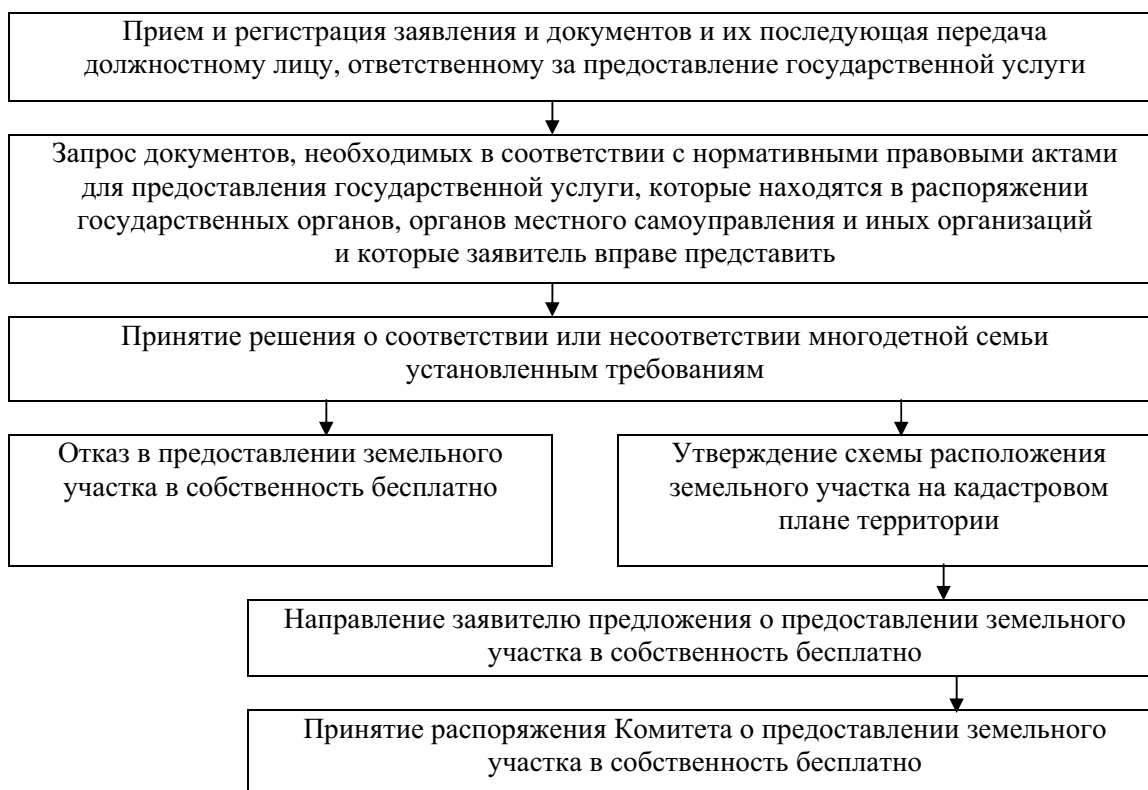 Прием и регистрация заявления и документов и их последующая передача
должностному лицу, ответственному за предоставление государственной услуги
Запрос документов, необходимых в соответствии с нормативными правовыми актами
для предоставления государственной услуги, которые находятся в распоряжении
государственных органов, органов местного самоуправления и иных организаций
и которые заявитель вправе представить
Принятие решения о соответствии или несоответствии многодетной семьи
установленным требованиям
Отказ в предоставлении земельного
участка в собственность бесплатно
Утверждение схемы расположения
земельного участка на кадастровом
плане территории
Направление заявителю предложения о предоставлении земельного
участка в собственность бесплатно
Принятие распоряжения Комитета о предоставлении земельного
участка в собственность бесплатно